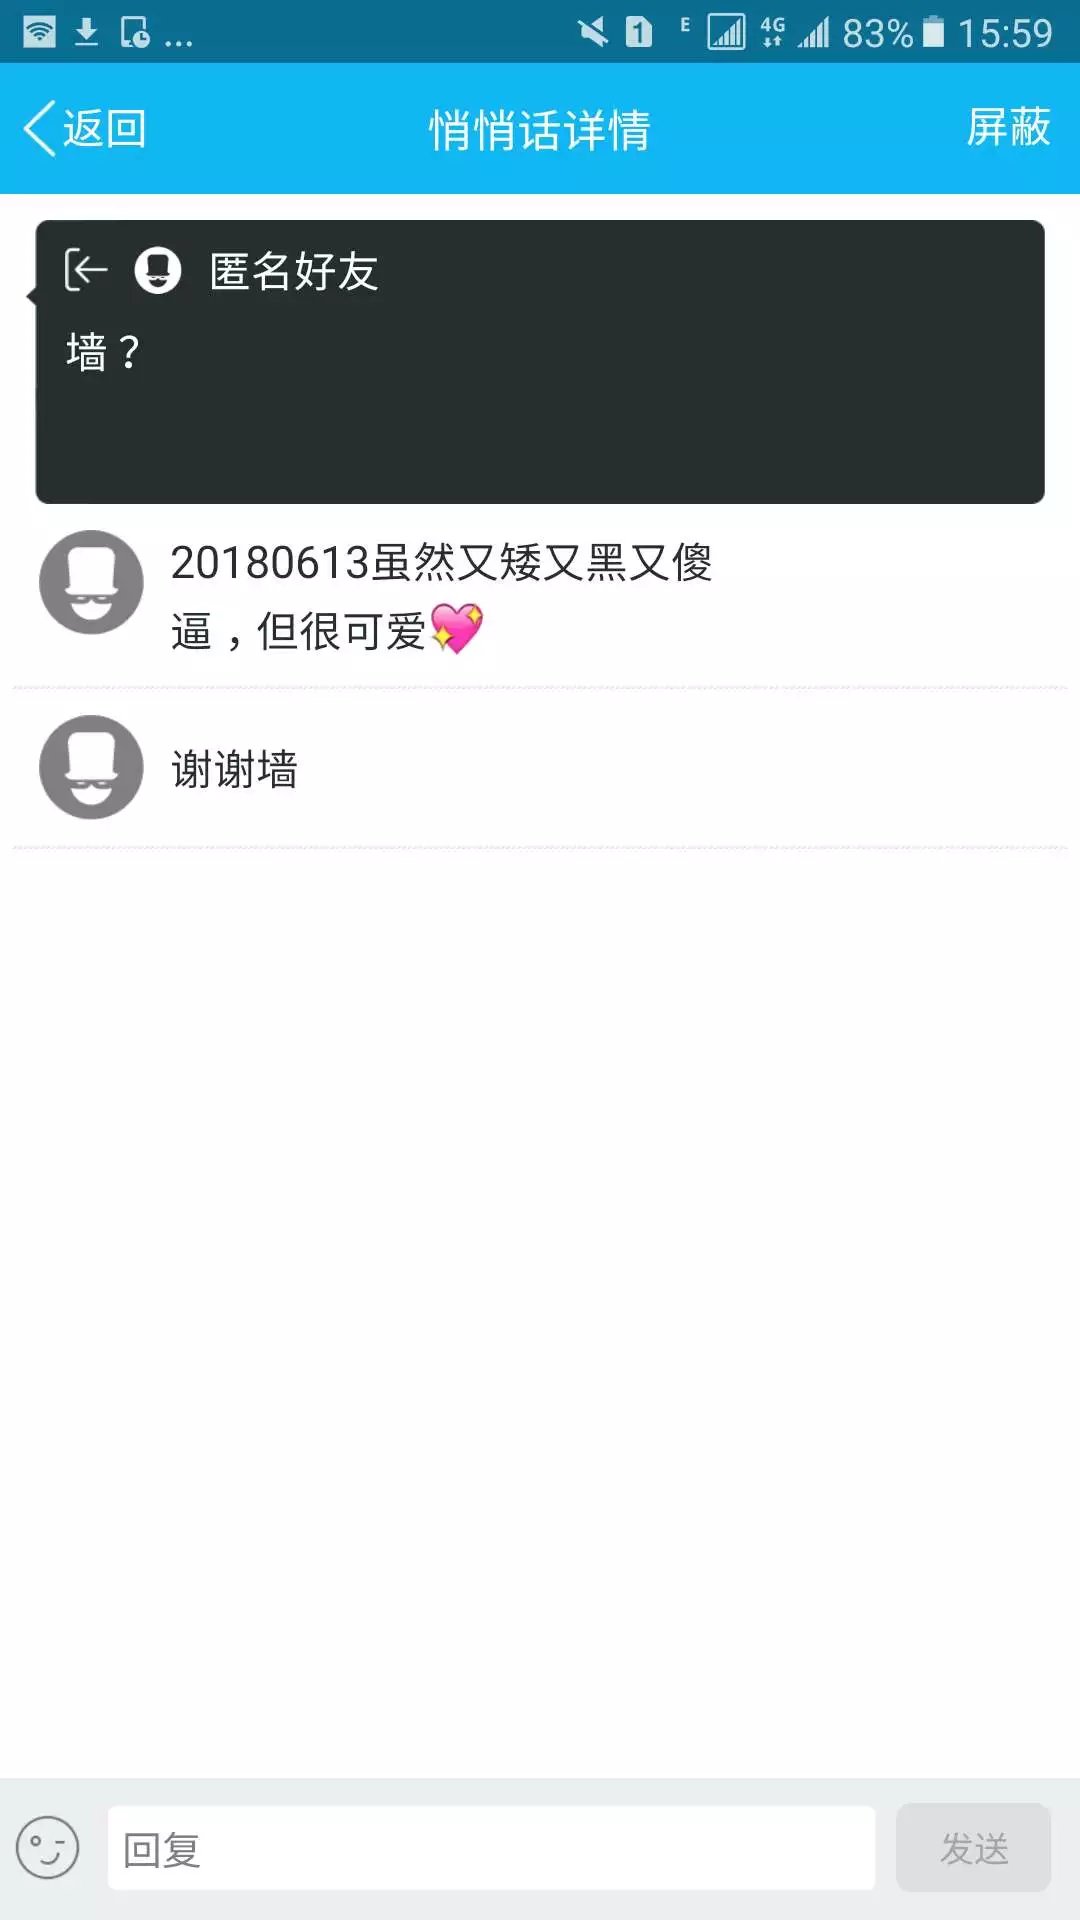 ... 1 E 4G 83% 15:59
返回 悄悄话详情 屏蔽
匿名好友
墙？
20180613虽然又矮又黑又傻
逼，但很可爱💖
谢谢墙
回复 发送